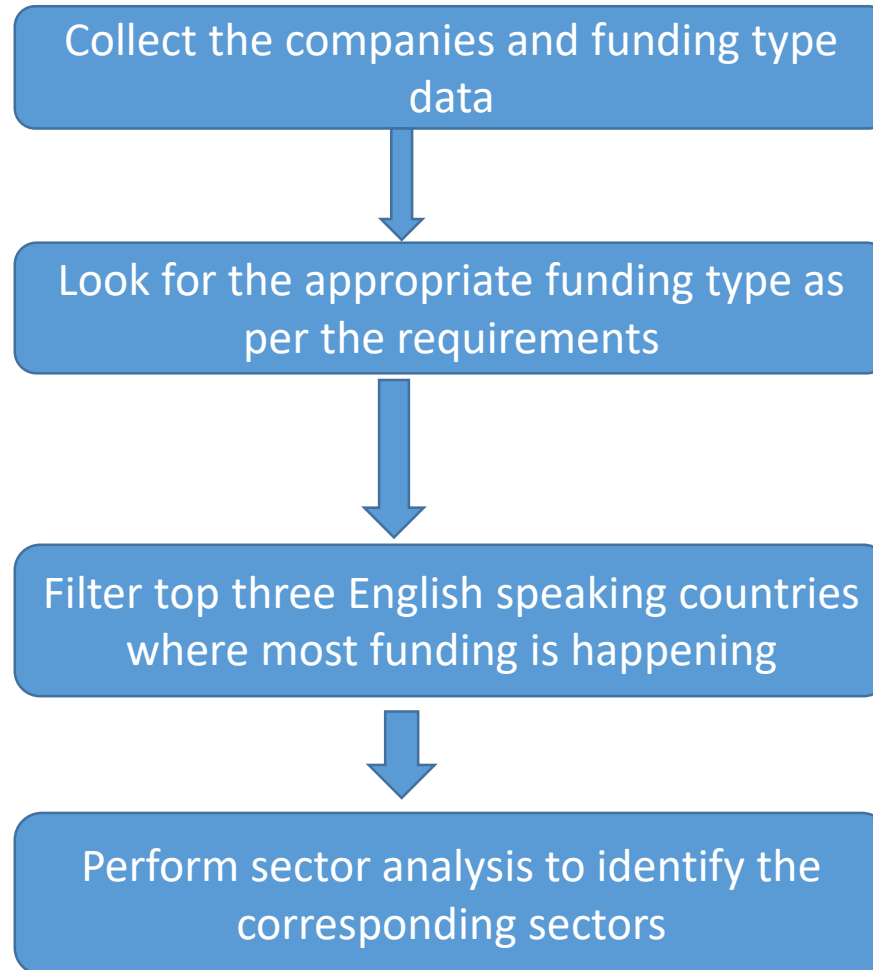 Collect the companies and funding type
data
Look for the appropriate funding type as
per the requirements
Filter top three English speaking countries
where most funding is happening
Perform sector analysis to identify the
corresponding sectors